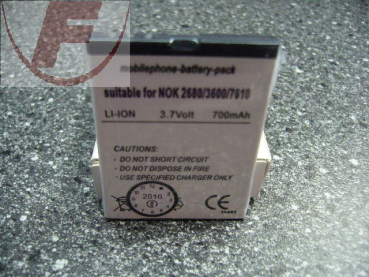 mobilephone-battery-pack
suitable for NOK 2680/3600/7610
LI-ION 3.7Volt 700mAh
CAUTIONS:
- DO NOT SHORT CIRCUIT
- DO NOT DISPOSE IN FIRE
- USE SPECIFIED CHARGER ONLY
2010
CE